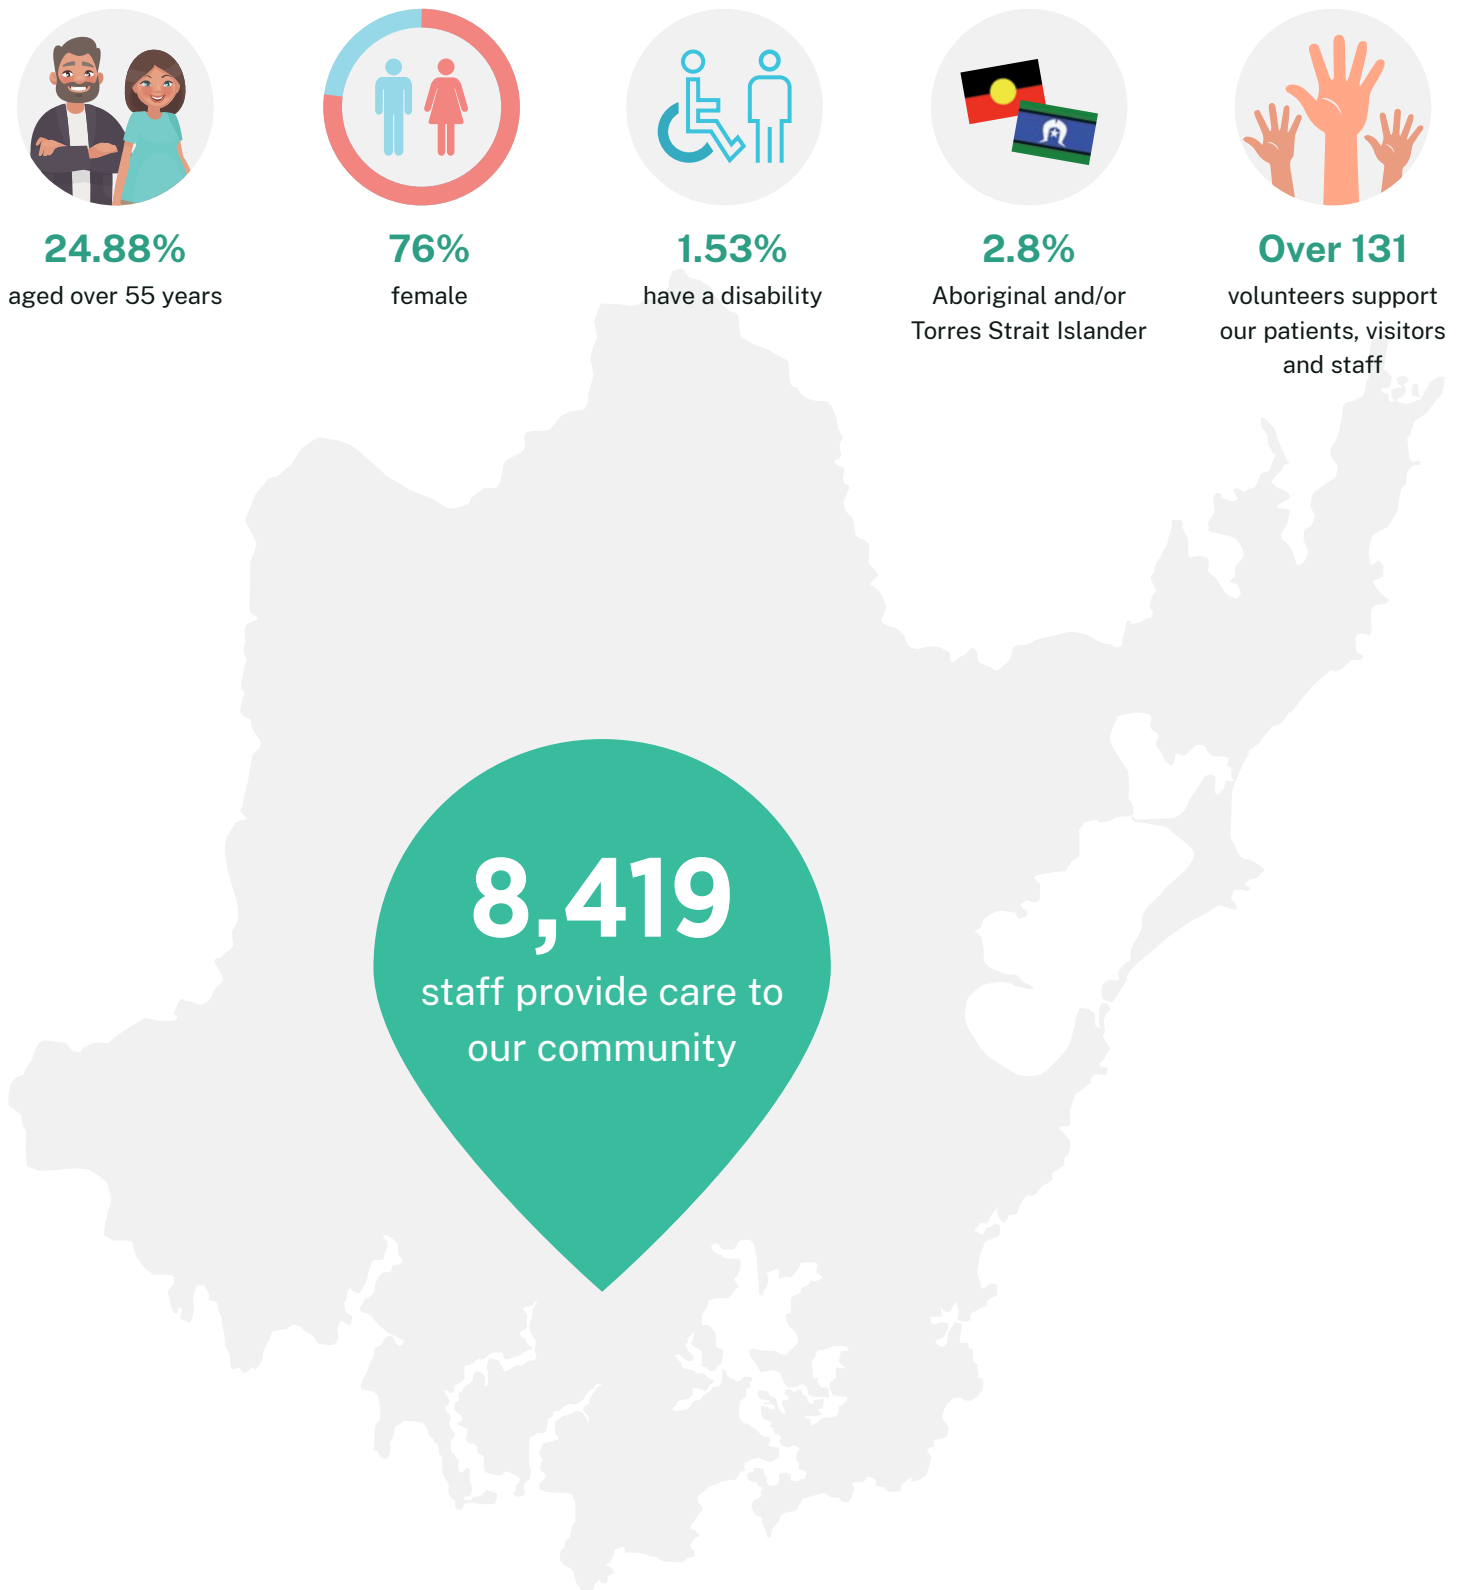 24.88%
aged over 55 years
76%
female
1.53%
have a disability
2.8%
Aboriginal and/or
Torres Strait Islander
Over 131
volunteers support
our patients, visitors
and staff
8,419
staff provide care to
our community